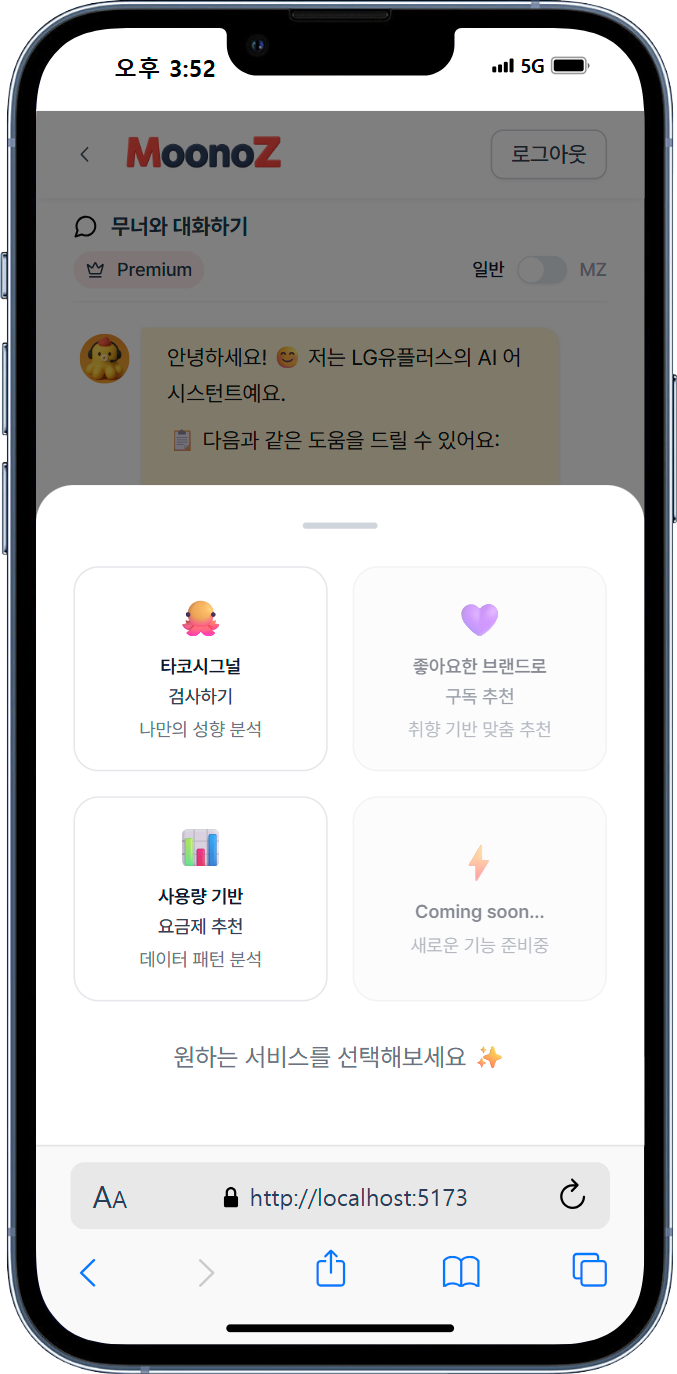 오후 3:52
5G
MoonoZ
로그아웃
무너와 대화하기
Premium
일반
MZ
안녕하세요! 😊 저는 LG유플러스의 AI 어
시스턴트예요.
📋 다음과 같은 도움을 드릴 수 있어요:
타코시그널
검사하기
나만의 성향 분석
좋아요한 브랜드로
구독 추천
취향 기반 맞춤 추천
사용량 기반
요금제 추천
데이터 패턴 분석
Coming soon...
새로운 기능 준비중
원하는 서비스를 선택해보세요 ✨
AA
http://localhost:5173